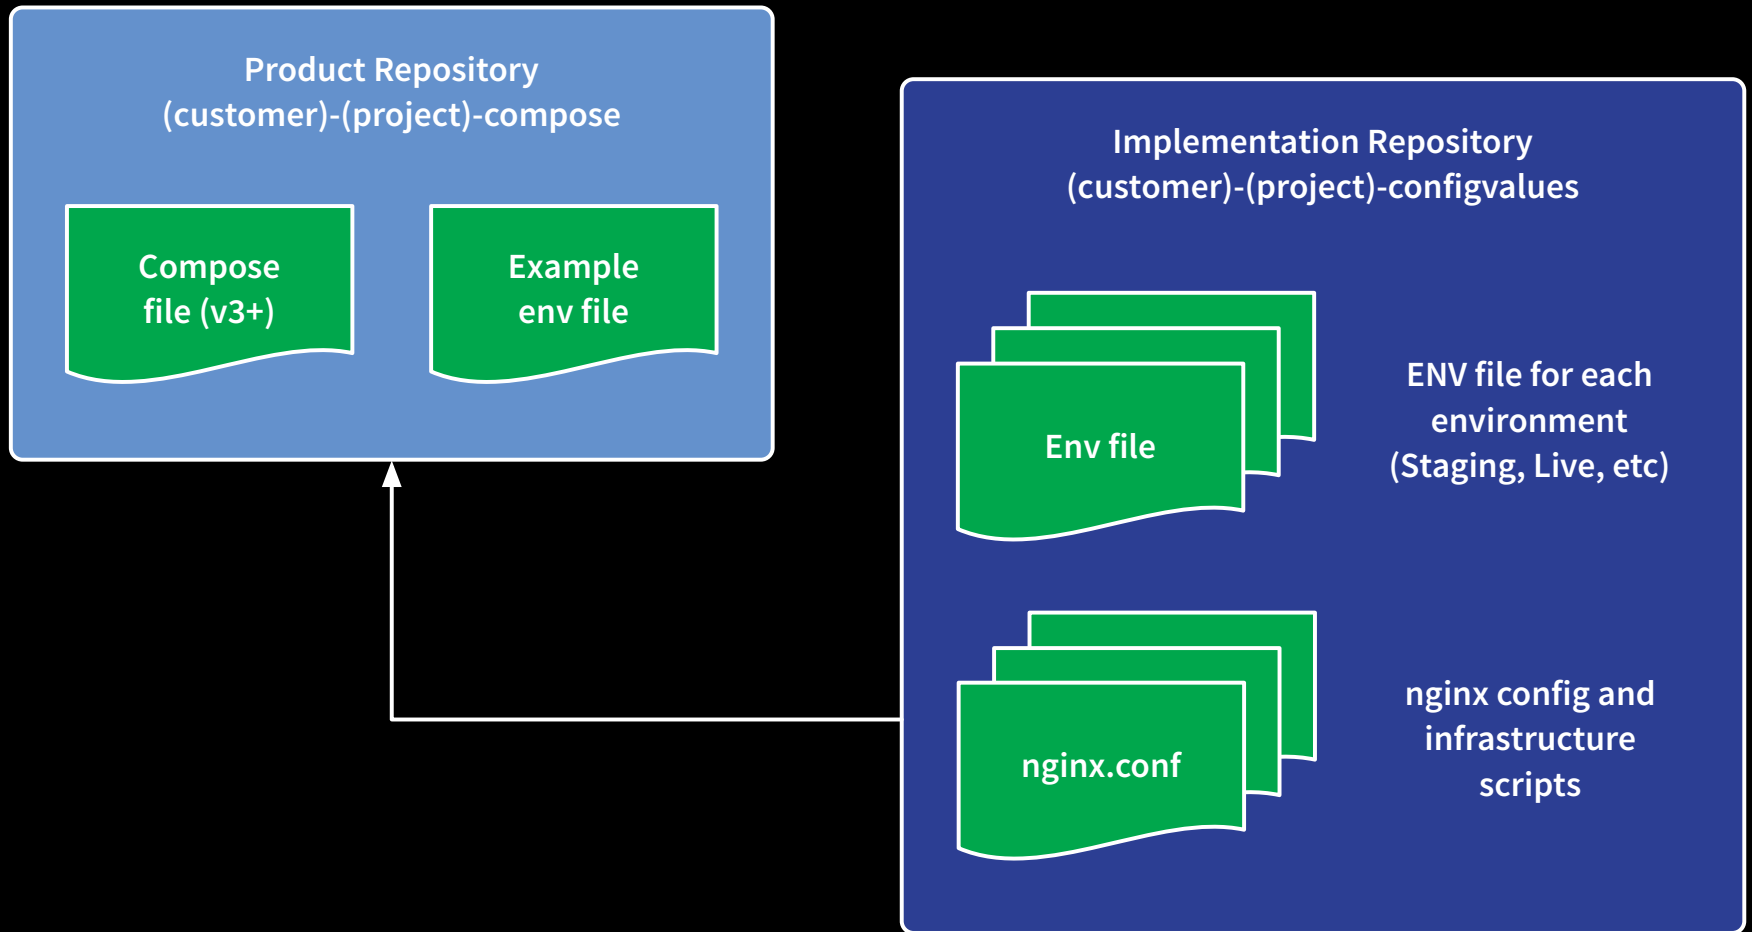 Product Repository
(customer)-(project)-compose
Compose
file (v3+)
Example
env file
Implementation Repository
(customer)-(project)-configvalues
Env file
ENV file for each
environment
(Staging, Live, etc)
nginx.conf
nginx config and
infrastructure
scripts